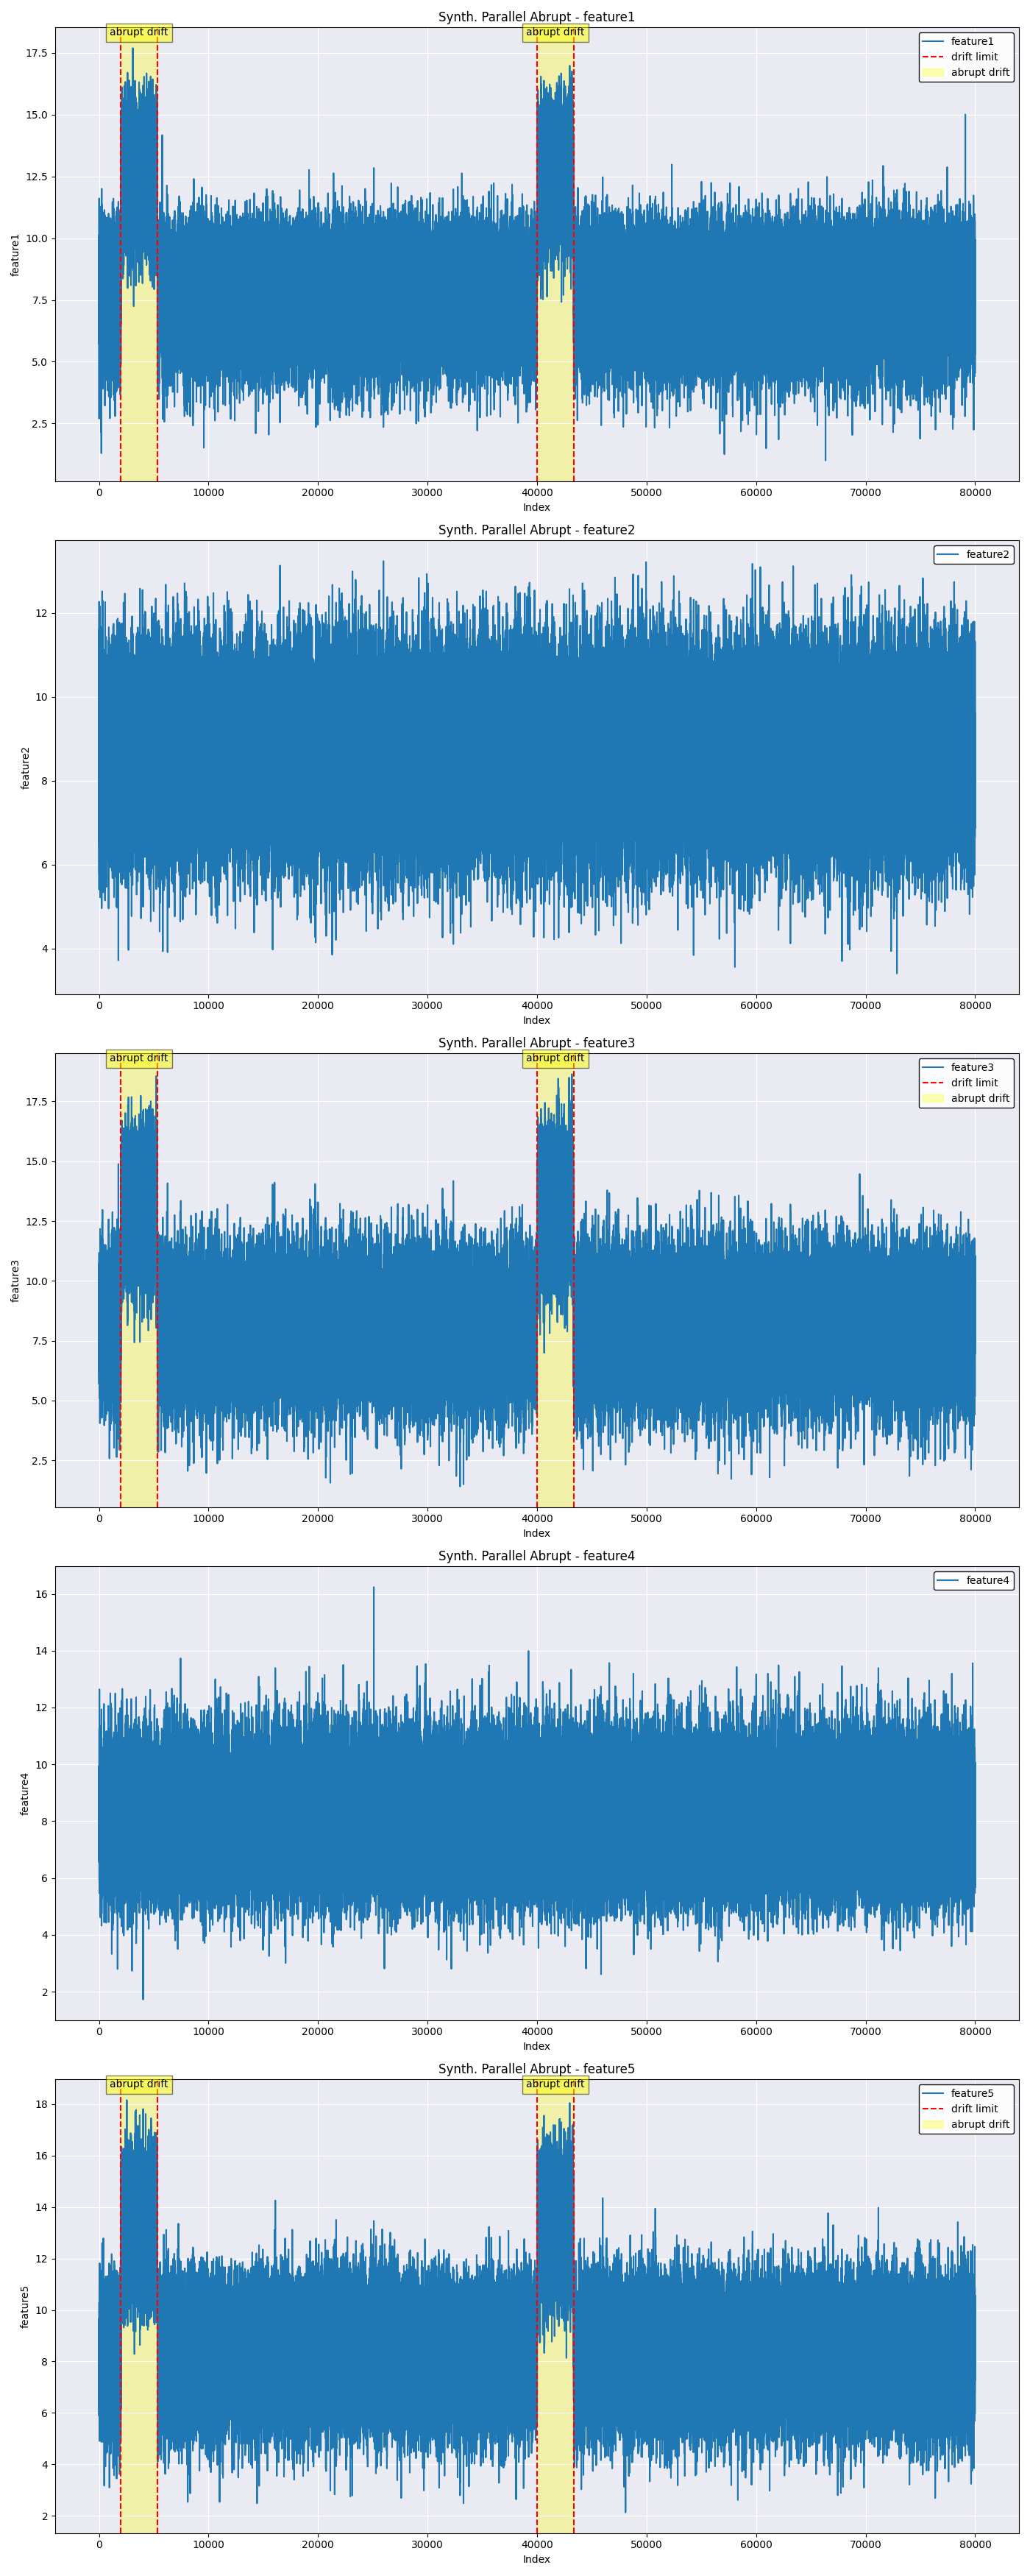 Synth. Parallel Abrupt - feature1
abrupt drift
abrupt drift
feature1
drift limit
abrupt drift
17.5
15.0
12.5
10.0
7.5
5.0
2.5
feature1
0 10000 20000 30000 40000 50000 60000 70000 80000
Index
Synth. Parallel Abrupt - feature2
feature2
12
10
8
6
4
feature2
0 10000 20000 30000 40000 50000 60000 70000 80000
Index
Synth. Parallel Abrupt - feature3
abrupt drift
abrupt drift
feature3
drift limit
abrupt drift
17.5
15.0
12.5
10.0
7.5
5.0
2.5
feature3
0 10000 20000 30000 40000 50000 60000 70000 80000
Index
Synth. Parallel Abrupt - feature4
feature4
16
14
12
10
8
6
4
2
feature4
0 10000 20000 30000 40000 50000 60000 70000 80000
Index
Synth. Parallel Abrupt - feature5
abrupt drift
abrupt drift
feature5
drift limit
abrupt drift
18
16
14
12
10
8
6
4
2
feature5
0 10000 20000 30000 40000 50000 60000 70000 80000
Index